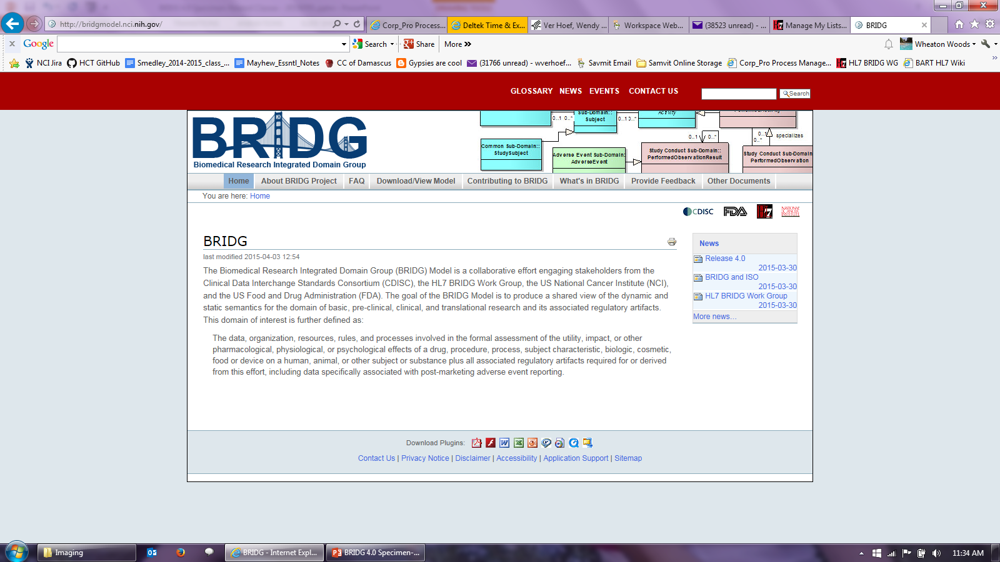 http://bridgmodel.nci.nih.gov/
Corp_Pro Process...
Deltek Time & Ex...
Ver Hoef, Wendy ...
Workspace Web...
(38523 unread) - ...
Manage My Lists...
BRIDG
Google
Search
Share
More »
Wheaton Woods
NCI Jira
HCT GitHub
Smedley_2014-2015_class_...
Mayhew_Essntl_Notes
CC of Damascus
Gypsies are cool
(31766 unread) - wverhoef...
Savmit Email
Samvit Online Storage
Corp_Pro Process Manage...
HL7 BRIDG WG
BART HL7 Wiki
GLOSSARY NEWS EVENTS CONTACT US
Search
BRIDG
Biomedical Research Integrated Domain Group
Sub-Domain::
Subject
0..1 0..*
0..1 0..*
Activity
Common Sub-Domain::
StudySubject
Adverse Event Sub-Domain:
AdverseEvent
0..1 0..*
Study Conduct Sub-Domain::
PerformedObservationResult
0..1
0..*
specializes
Study Conduct Sub-Domain
PerformedObservation
Home
About BRIDG Project
FAQ
Download/View Model
Contributing to BRIDG
What's in BRIDG
Provide Feedback
Other Documents
You are here: Home
CDISC
FDA
H7
NATIONAL
CANCER
INSTITUTE
BRIDG
last modified 2015-04-03 12:54
The Biomedical Research Integrated Domain Group (BRIDG) Model is a collaborative effort engaging stakeholders from the
Clinical Data Interchange Standards Consortium (CDISC), the HL7 BRIDG Work Group, the US National Cancer Institute (NCI),
and the US Food and Drug Administration (FDA). The goal of the BRIDG Model is to produce a shared view of the dynamic and
static semantics for the domain of basic, pre-clinical, clinical, and translational research and its associated regulatory artifacts.
This domain of interest is further defined as:
The data, organization, resources, rules, and processes involved in the formal assessment of the utility, impact, or other
pharmacological, physiological, or psychological effects of a drug, procedure, process, subject characteristic, biologic, cosmetic,
food or device on a human, animal, or other subject or substance plus all associated regulatory artifacts required for or derived
from this effort, including data specifically associated with post-marketing adverse event reporting.
News
Release 4.0
2015-03-30
BRIDG and ISO
2015-03-30
HL7 BRIDG Work Group
2015-03-30
More news...
Download Plugins:
Contact Us | Privacy Notice | Disclaimer | Accessibility | Application Support | Sitemap
Imaging
BRIDG - Internet Expl...
BRIDG 4.0 Specimen-...
11:34 AM